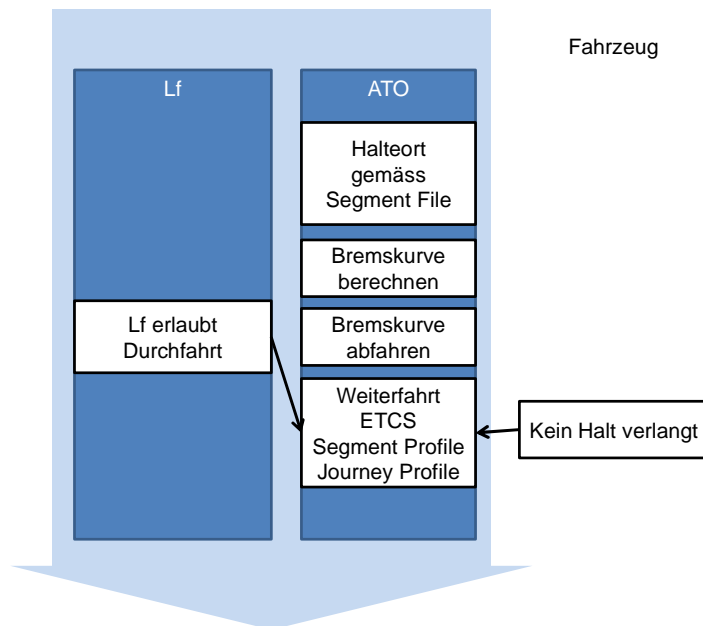 Fahrzeug
Lf
ATO
Halteort
gemäss
Segment File
Bremskurve
berechnen
Lf erlaubt
Durchfahrt
Bremskurve
abfahren
Weiterfahrt
ETCS
Segment Profile
Journey Profile
Kein Halt verlangt